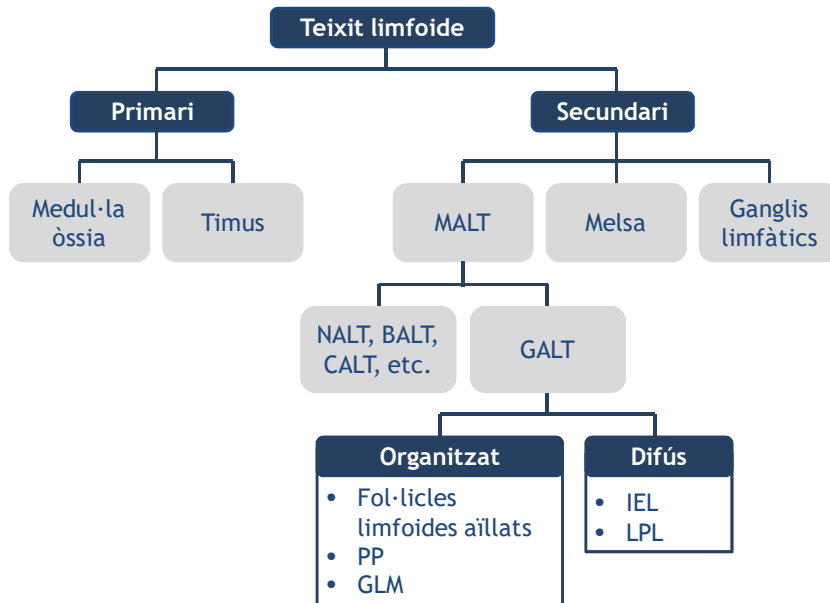 Teixit limfoide
Primari
Secundari
Medul·la
òssia
Timus
MALT
Melsa
Ganglis
limfàtics
NALT, BALT,
CALT, etc.
GALT
Organitzat
• Fol·licles
limfoides aïllats
• PP
• GLM
Difús
• IEL
• LPL